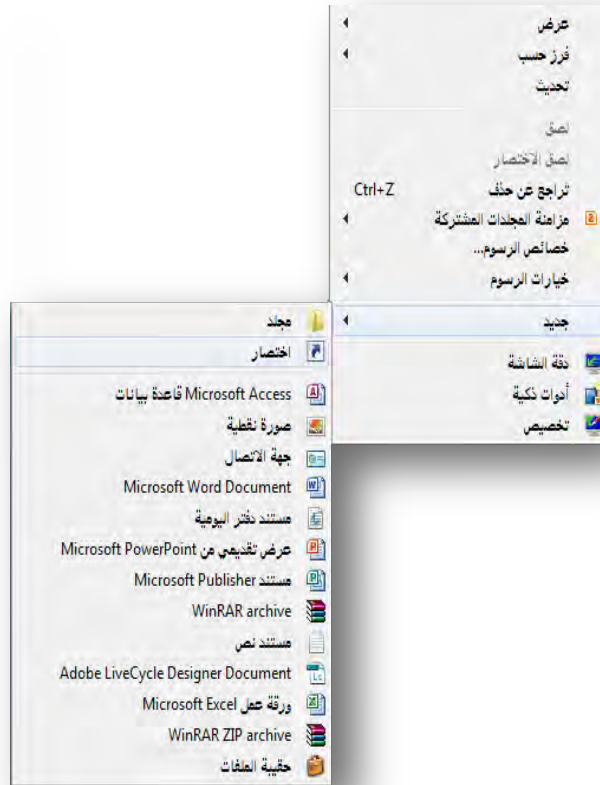 عرض
فرز حسب
تحديث
لصق
لصق الاختصار
تراجع عن حذف Ctrl+Z
مزامنة المجلدات المشتركة
خصائص الرسوم...
خيارات الرسوم
جديد
دقة الشاشة
أدوات ذكية
تخصيص
مجلد
اختصار
Microsoft Access قاعدة بيانات
صورة نقطية
جهة الاتصال
Microsoft Word Document
مستند دفتر اليومية
عرض تقديمي من Microsoft PowerPoint
مستند Microsoft Publisher
WinRAR archive
مستند نص
Adobe LiveCycle Designer Document
ورقة عمل Microsoft Excel
WinRAR ZIP archive
حقيبة الملفات